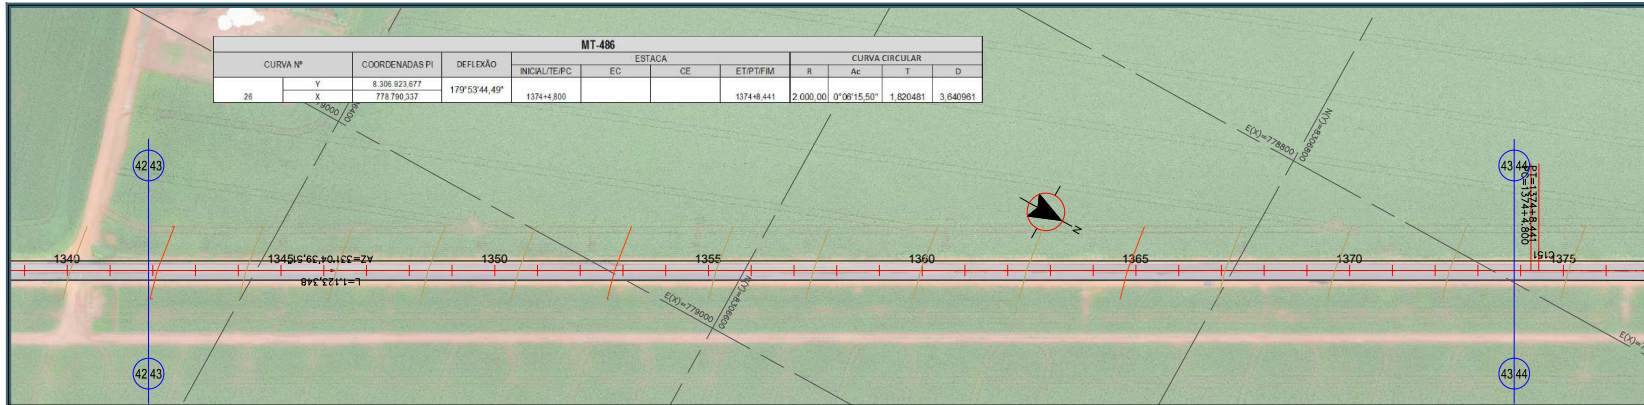 MT-486
CURVA Nº COORDENADAS PI DEFLEXÃO ESTACA CURVA CIRCULAR
INICIAL/TE/PC EC CE ET/PT/FIM R Ac T D
26 Y 8.306.923,677 179°53'44,49" 1374+4,800 1374+8,441 2.000,00 0°06'15,50" 1,820481 3,640961
X 778.790,337
E(X)=778800
N(Y)=8306800
42 43
43 44
PT=1374+8.441
PC=1374+4.800
N
1340 1345 1350 1355 1360 1365 1370 1375
AZ=331°04'39,51"
L=1.123,348
C151
E(X)=779000
N(Y)=8306600
42 43
43 44